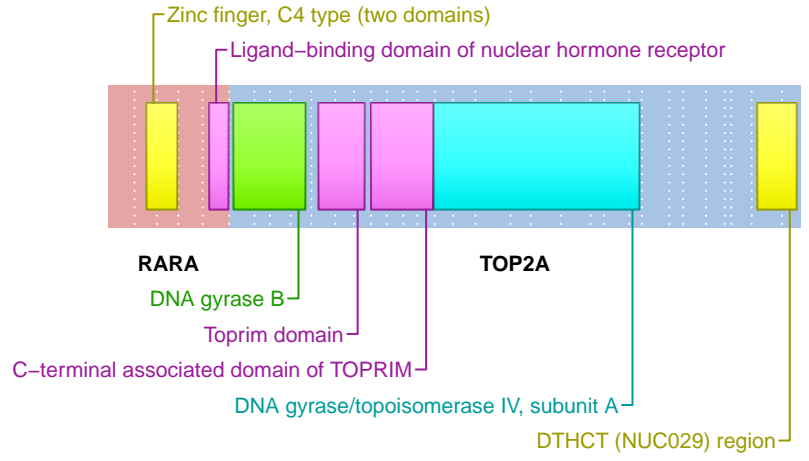 Zinc finger, C4 type (two domains)
Ligand−binding domain of nuclear hormone receptor
RARA
TOP2A
DNA gyrase B
Toprim domain
C−terminal associated domain of TOPRIM
DNA gyrase/topoisomerase IV, subunit A
DTHCT (NUC029) region